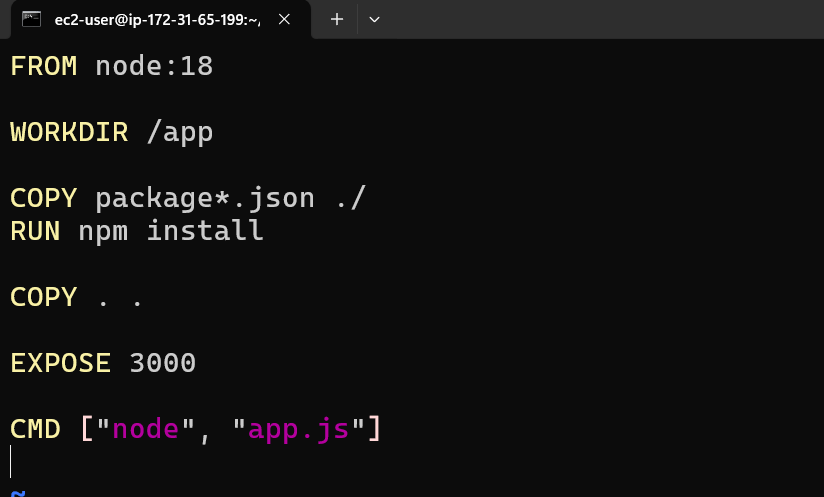 ec2-user@ip-172-31-65-199:~/
FROM node:18
WORKDIR /app
COPY package*.json ./
RUN npm install
COPY . .
EXPOSE 3000
CMD ["node", "app.js"]
~